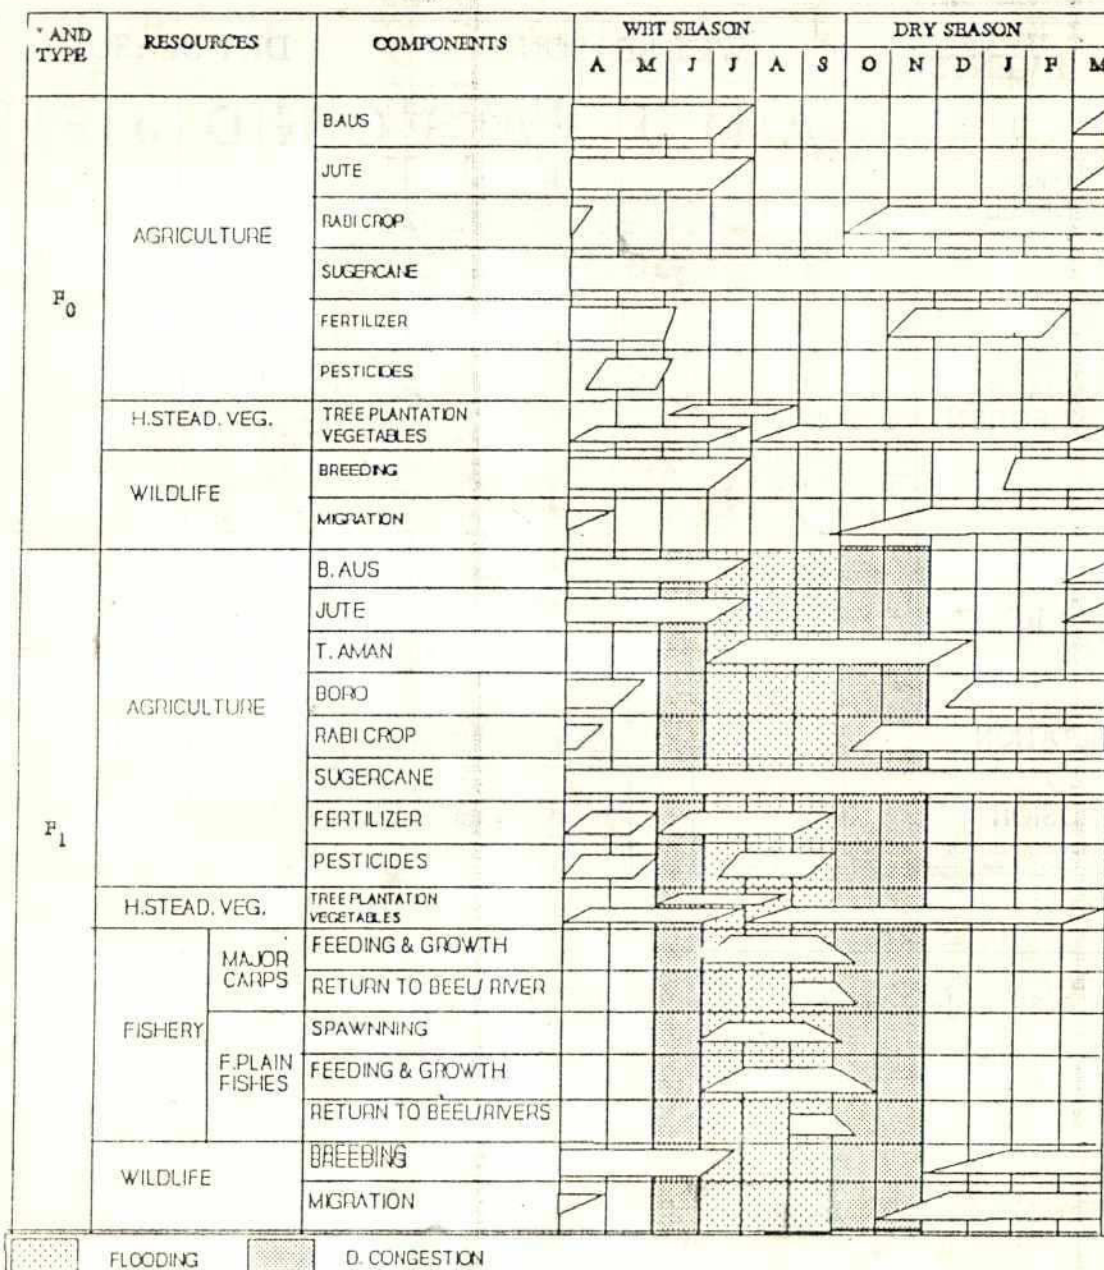 AND TYPE RESOURCES COMPONENTS WET SEASON DRY SEASON
A M J J A S O N D J F M
F0
AGRICULTURE
B.AUS
JUTE
RABI CROP
SUGERCANE
FERTILIZER
PESTICIDES
H.STEAD. VEG.
TREE PLANTATION
VEGETABLES
WILDLIFE
BREEDING
MIGRATION
F1
AGRICULTURE
B. AUS
JUTE
T. AMAN
BORO
RABI CROP
SUGERCANE
FERTILIZER
PESTICIDES
H.STEAD. VEG.
TREE PLANTATION
VEGETABLES
FISHERY
MAJOR
CARPS
FEEDING & GROWTH
RETURN TO BEEL/ RIVER
F.PLAIN
FISHES
SPAWNNING
FEEDING & GROWTH
RETURN TO BEEL/RIVERS
WILDLIFE
BREEDING
MIGRATION
FLOODING D. CONGESTION